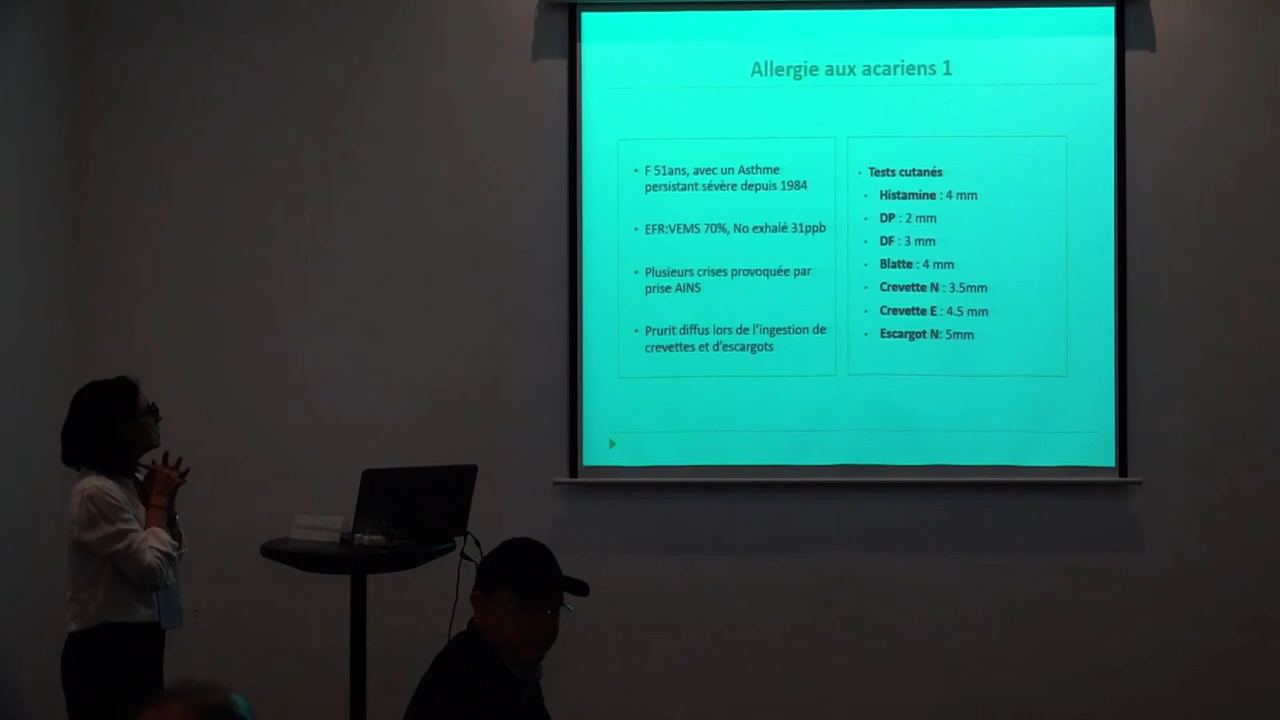 Allergie aux acariens 1
• F 51ans, avec un Asthme
persistant sévère depuis 1984
• EFR:VEMS 70%, No exhalé 31ppb
• Plusieurs crises provoquée par
prise AINS
• Prurit diffus lors de l'ingestion de
crevettes et d'escargots
• Tests cutanés
• Histamine : 4 mm
• DP : 2 mm
• DF : 3 mm
• Blatte : 4 mm
• Crevette N : 3.5mm
• Crevette E : 4.5 mm
• Escargot N: 5mm